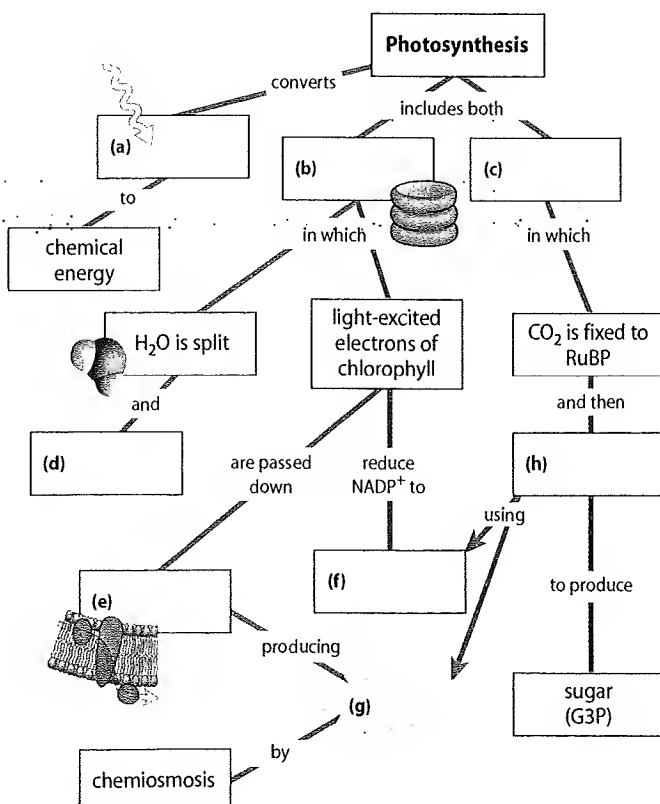 Photosynthesis
converts
includes both
(a)
(b)
(c)
to
in which
in which
chemical
energy
H₂O is split
light-excited
electrons of
chlorophyll
CO₂ is fixed to
RuBP
and
and then
(d)
are passed
down
reduce
NADP⁺ to
(h)
using
(e)
(f)
to produce
producing
(g)
sugar
(G3P)
by
chemiosmosis